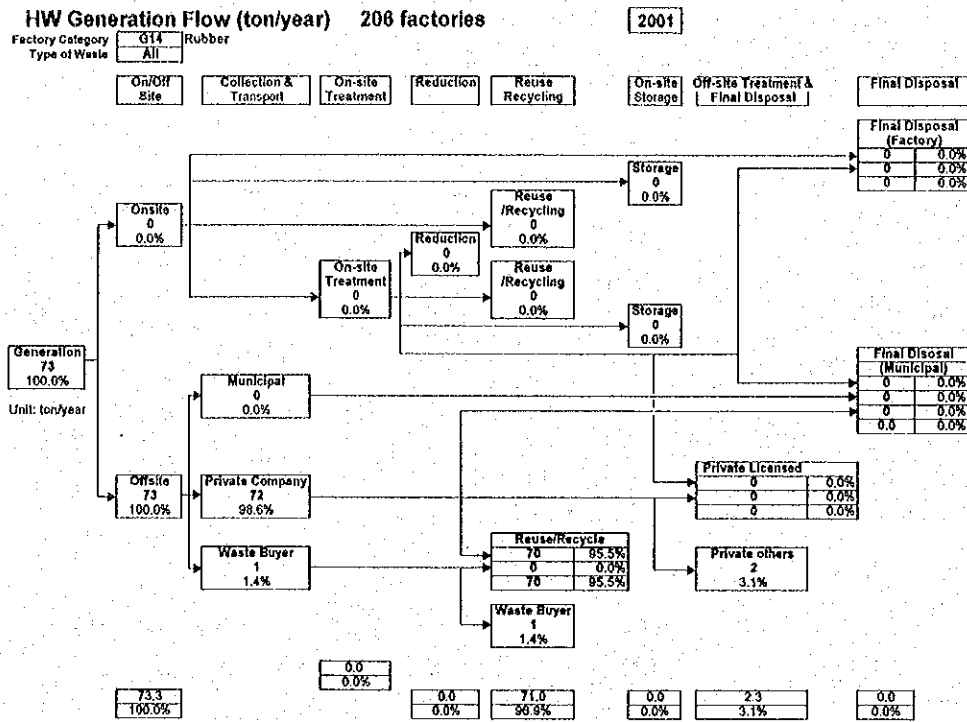 HW Generation Flow (ton/year) 206 factories 2001
Factory Category G14 Rubber
Type of Waste All
On/Off Site
Collection & Transport
On-site Treatment
Reduction
Reuse Recycling
On-site Storage
Off-site Treatment & Final Disposal
Final Disposal
Final Disposal (Factory)
0 0.0%
0 0.0%
0 0.0%
Storage
0
0.0%
Onsite
0
0.0%
Reuse /Recycling
0
0.0%
Reduction
0
0.0%
On-site Treatment
0
0.0%
Reuse /Recycling
0
0.0%
Storage
0
0.0%
Generation
73
100.0%
Unit: ton/year
Final Disosal (Municipal)
0 0.0%
0 0.0%
0 0.0%
0.0 0.0%
Municipal
0
0.0%
Offsite
73
100.0%
Private Company
72
98.6%
Private Licensed
0 0.0%
0 0.0%
0 0.0%
Waste Buyer
1
1.4%
Reuse/Recycle
70 95.5%
0 0.0%
70 95.5%
Private others
2
3.1%
Waste Buyer
1
1.4%
0.0
0.0%
73.3 0.0 71.0 0.0 2.3 0.0
100.0% 0.0% 96.9% 0.0% 3.1% 0.0%